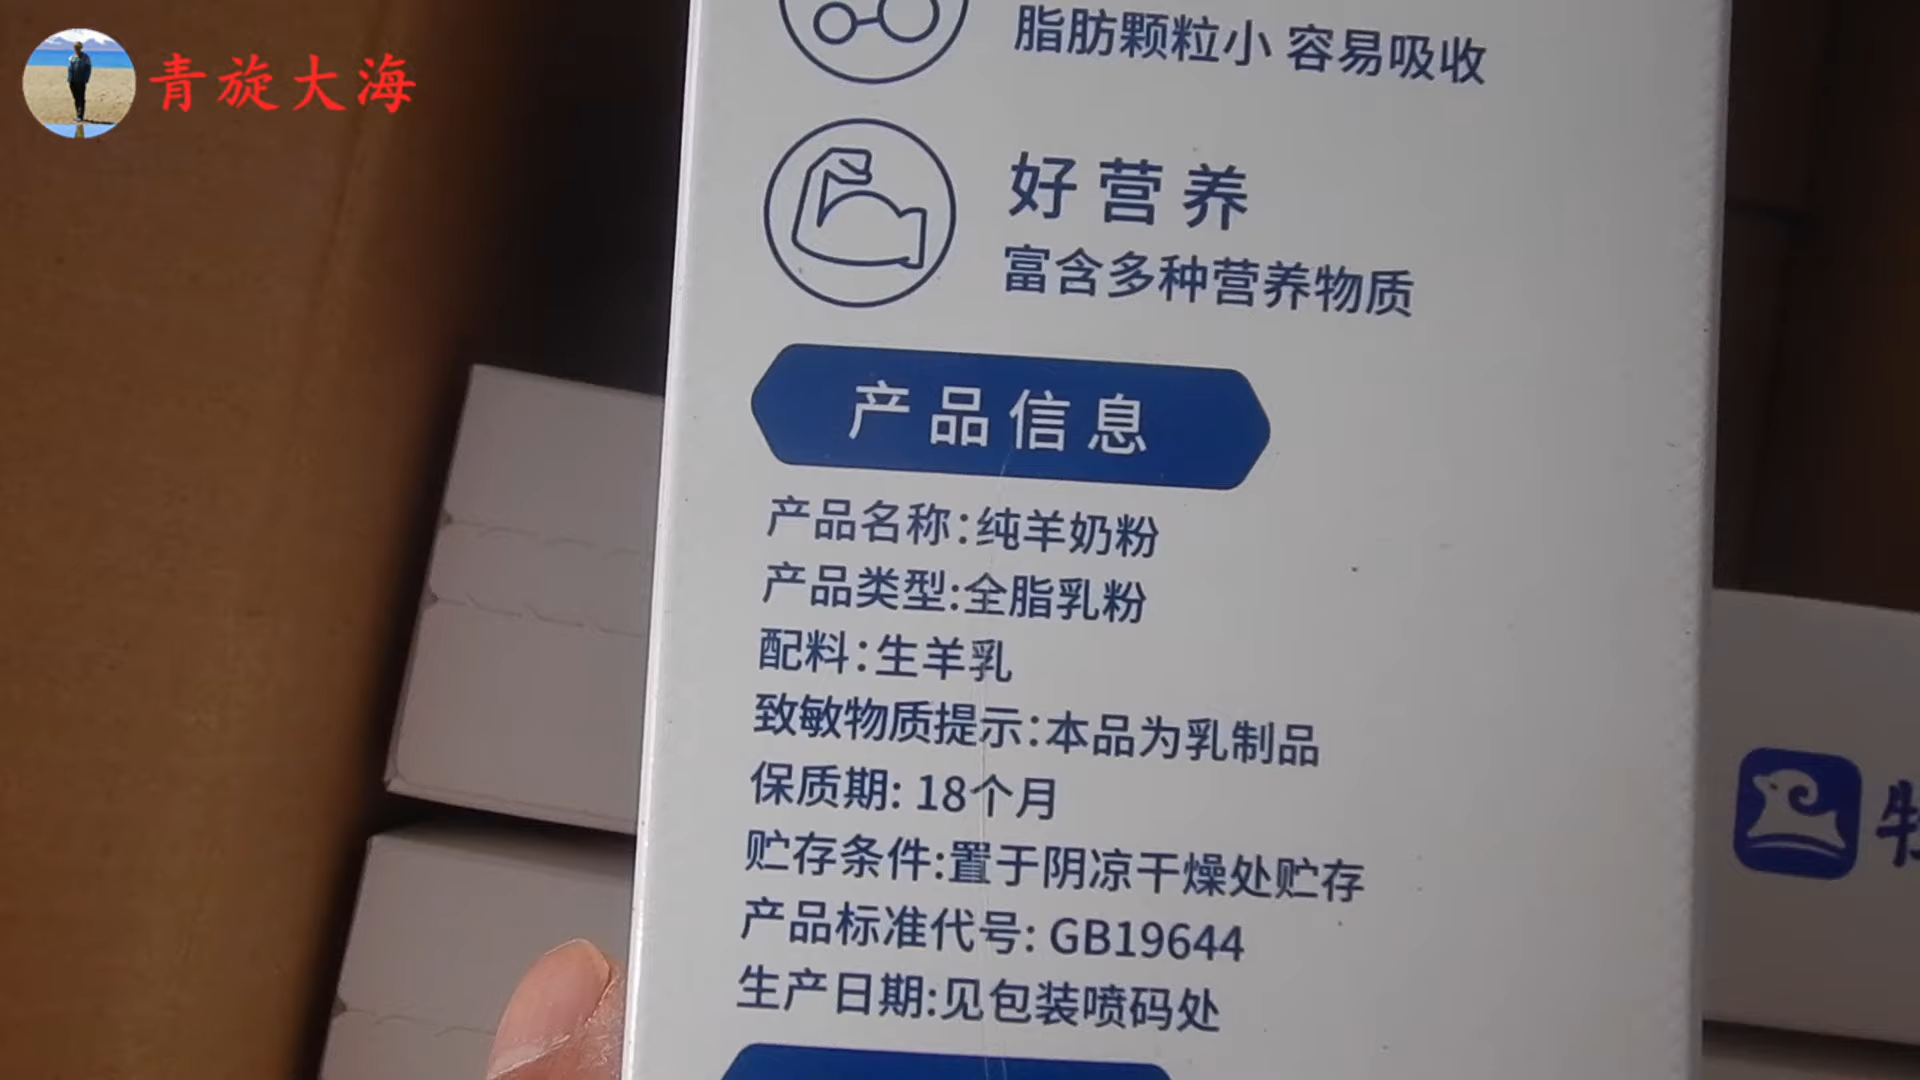 青旋大海
脂肪颗粒小 容易吸收
好营养
富含多种营养物质
产品信息
产品名称:纯羊奶粉
产品类型:全脂乳粉
配料:生羊乳
致敏物质提示:本品为乳制品
保质期: 18个月
贮存条件:置于阴凉干燥处贮存
产品标准代号: GB19644
生产日期:见包装喷码处